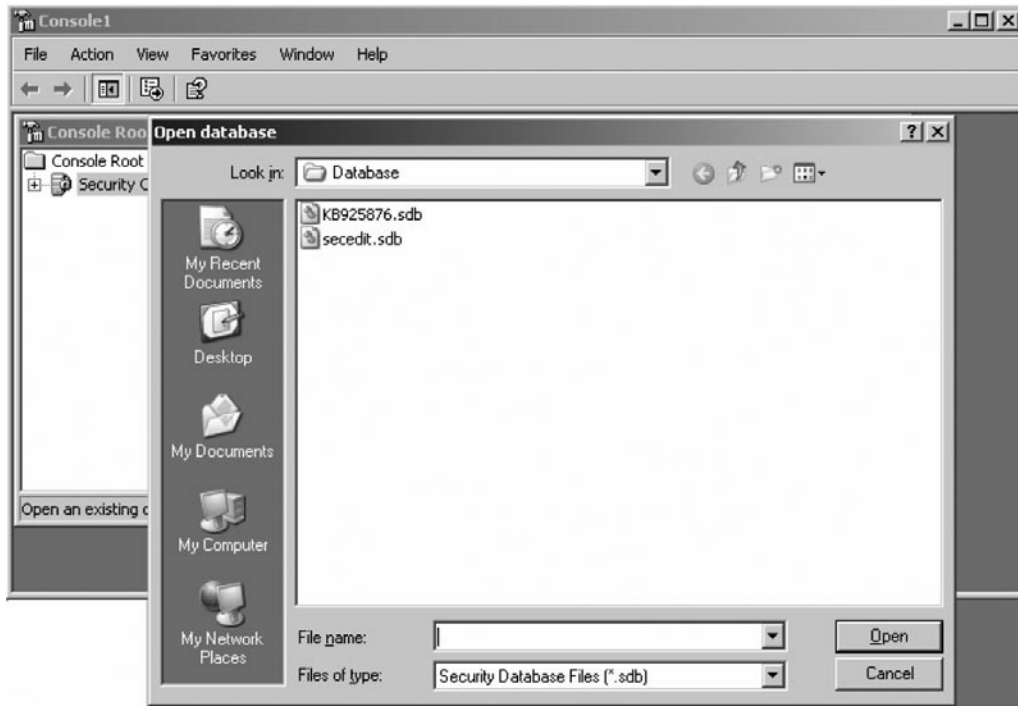 Console1
File Action View Favorites Window Help
Console Roo
Console Root
Security C
Open an existing
Open database
Look in:
Database
KB925876.sdb
secedit.sdb
My Recent
Documents
Desktop
My Documents
My Computer
My Network
Places
File name:
Open
Files of type:
Security Database Files (*.sdb)
Cancel